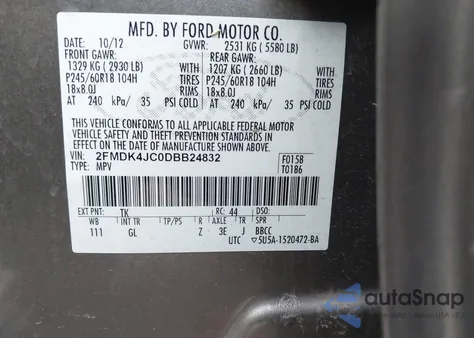 MFD. BY FORD MOTOR CO.
DATE: 10/12 GVWR: 2531 KG ( 5580 LB)
FRONT GAWR: REAR GAWR:
1329 KG ( 2930 LB) 1207 KG ( 2660 LB)
P245/60R18 104H TIRES P245/60R18 104H TIRES
18x8.0J RIMS 18x8.0J RIMS
AT 240 kPa/ 35 PSI COLD AT 240 kPa/ 35 PSI COLD
THIS VEHICLE CONFORMS TO ALL APPLICABLE FEDERAL MOTOR
VEHICLE SAFETY AND THEFT PREVENTION STANDARDS IN
EFFECT ON THE DATE OF MANUFACTURE SHOWN ABOVE.
VIN: 2FMDK4JC0DBB24832 F0158
TYPE: MPV T0186
EXT PNT: TK RC: 44 DSO:
WB INT TR TP/PS R AXLE TR SPR
111 GL Z 3E J BBCC
UTC 5U5A-1520472-BA
autoSnap